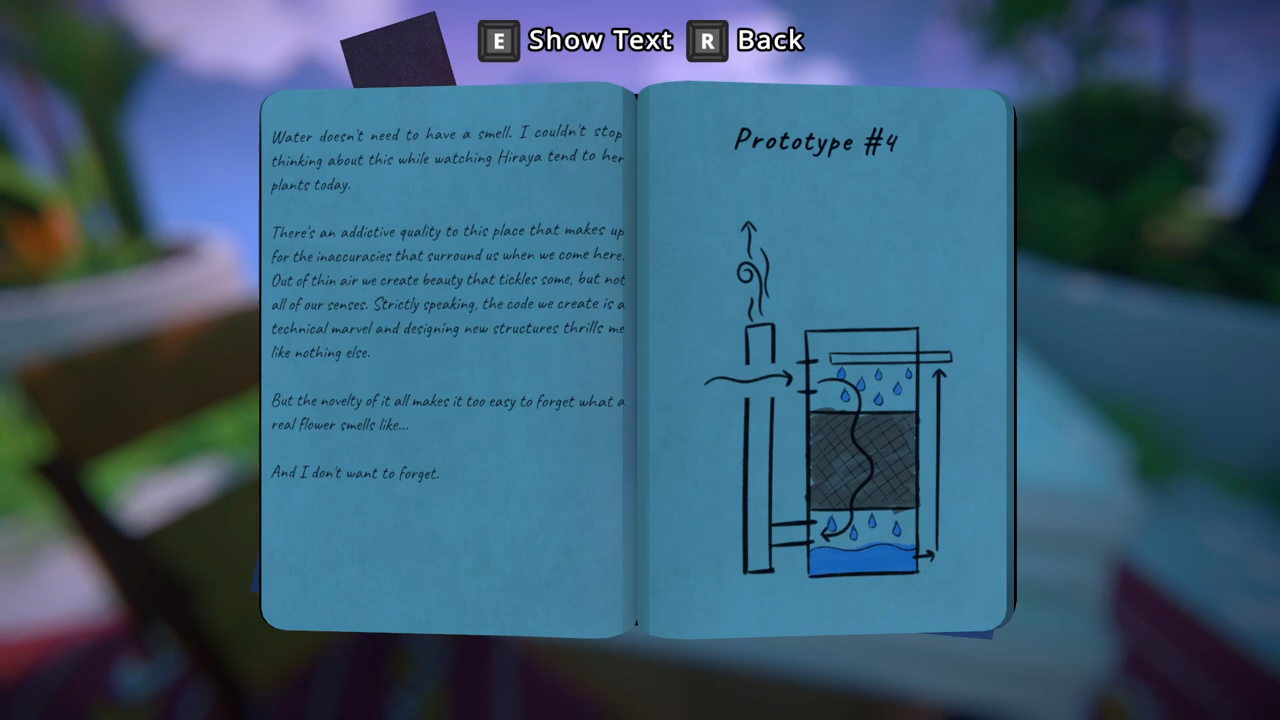 E Show Text R Back
Water doesn't need to have a smell. I couldn't stop
thinking about this while watching Hiraya tend to her
plants today.
There's an addictive quality to this place that makes up
for the inaccuracies that surround us when we come here.
Out of thin air we create beauty that tickles some, but not
all of our senses. Strictly speaking, the code we create is a
technical marvel and designing new structures thrills me
like nothing else.
But the novelty of it all makes it too easy to forget what a
real flower smells like...
And I don't want to forget.
Prototype #4